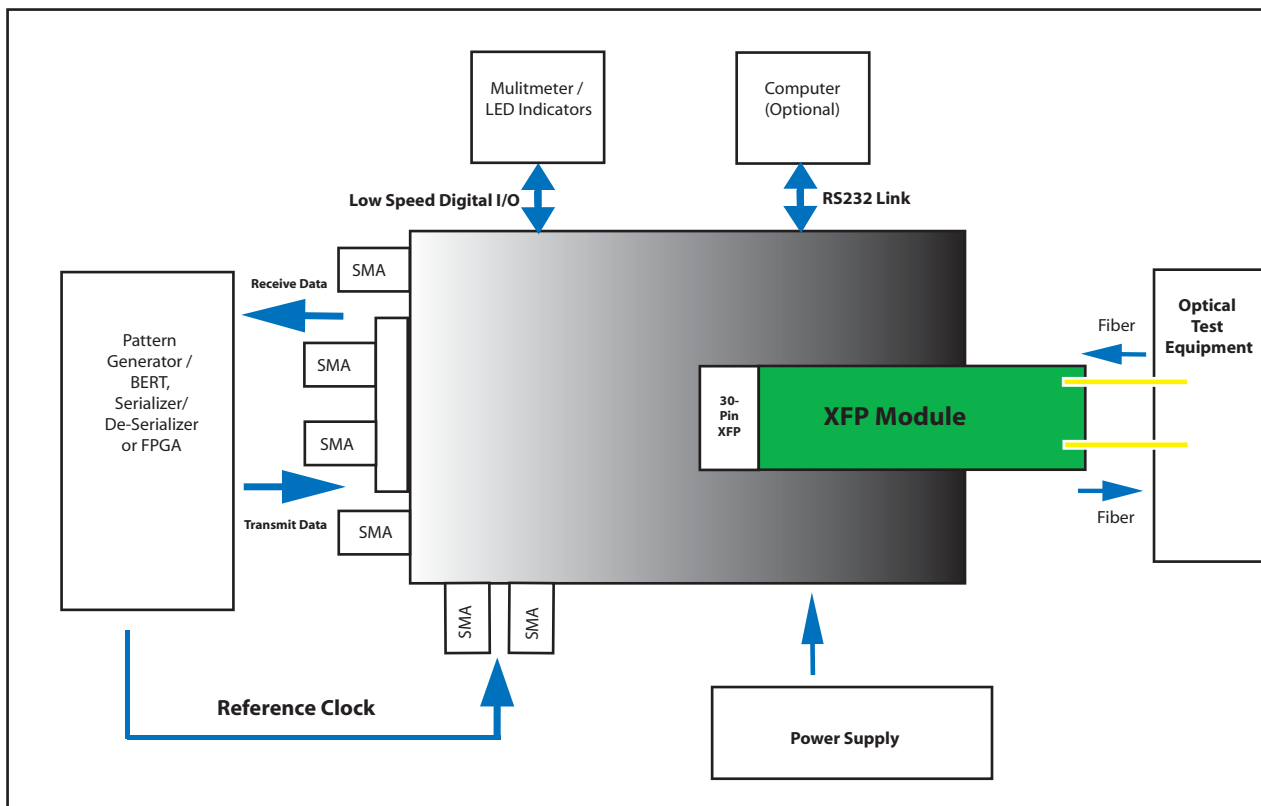 Mulitmeter /
LED Indicators
Computer
(Optional)
Low Speed Digital I/O
RS232 Link
SMA
Receive Data
SMA
Pattern
Generator /
BERT,
Serializer/
De-Serializer
or FPGA
SMA
Transmit Data
SMA
30-
Pin
XFP
XFP Module
Fiber
Optical
Test
Equipment
Fiber
SMA
SMA
Reference Clock
Power Supply